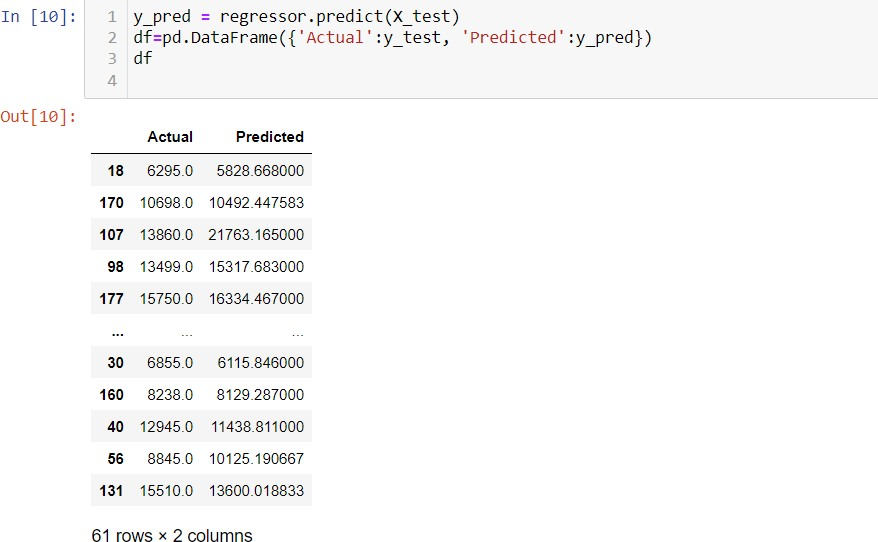 In [10]:
1 y_pred = regressor.predict(X_test)
2 df=pd.DataFrame({'Actual':y_test, 'Predicted':y_pred})
3 df
4
Out[10]:
Actual Predicted
18 6295.0 5828.668000
170 10698.0 10492.447583
107 13860.0 21763.165000
98 13499.0 15317.683000
177 15750.0 16334.467000
... ... ...
30 6855.0 6115.846000
160 8238.0 8129.287000
40 12945.0 11438.811000
56 8845.0 10125.190667
131 15510.0 13600.018833
61 rows × 2 columns